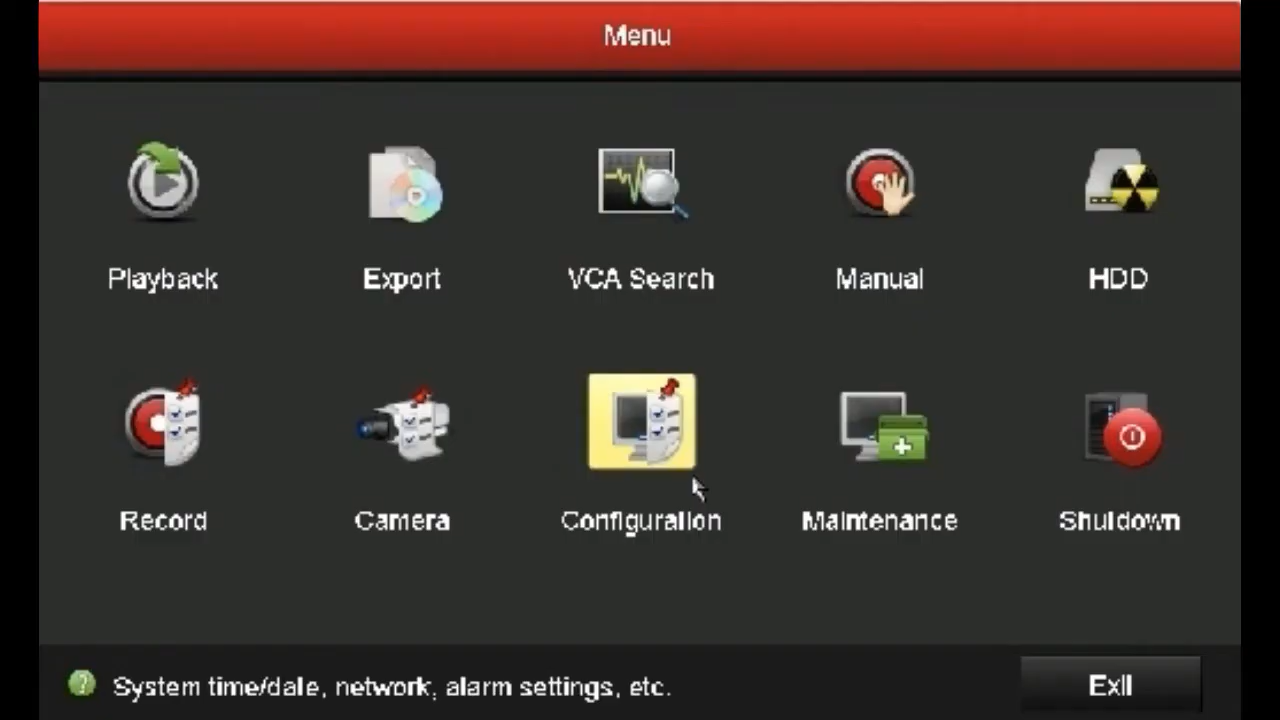 Menu
Playback
Export
VCA Search
Manual
HDD
Record
Camera
Configuration
Maintenance
Shutdown
System time/date, network, alarm settings, etc.
Exit